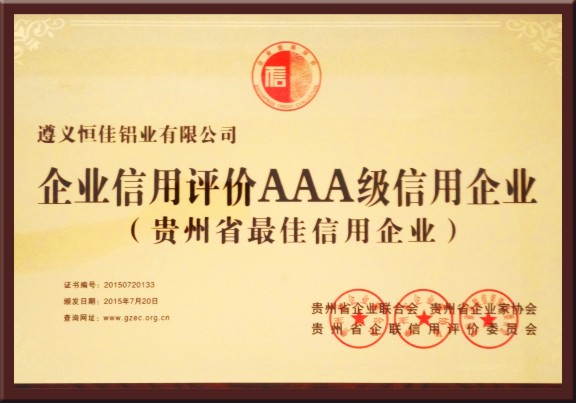 信
遵义恒佳铝业有限公司
企业信用评价AAA级信用企业
（贵州省最佳信用企业）
证书编号：20150720133
颁发日期：2015年7月20日
查询网址：www.gzec.org.cn
贵州省企业联合会 贵州省企业家协会
贵州省企联信用评价委员会